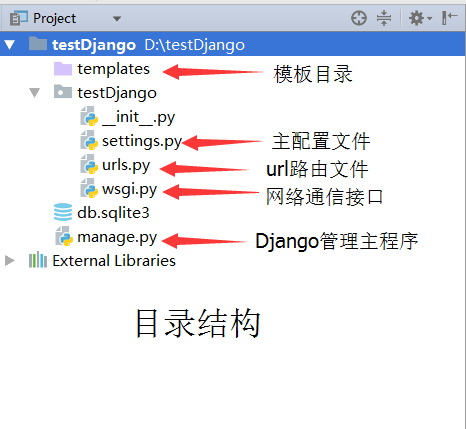 Project
testDjango D:\testDjango
templates 模板目录
testDjango
__init__.py
settings.py 主配置文件
urls.py url路由文件
wsgi.py 网络通信接口
db.sqlite3
manage.py Django管理主程序
External Libraries
目录结构